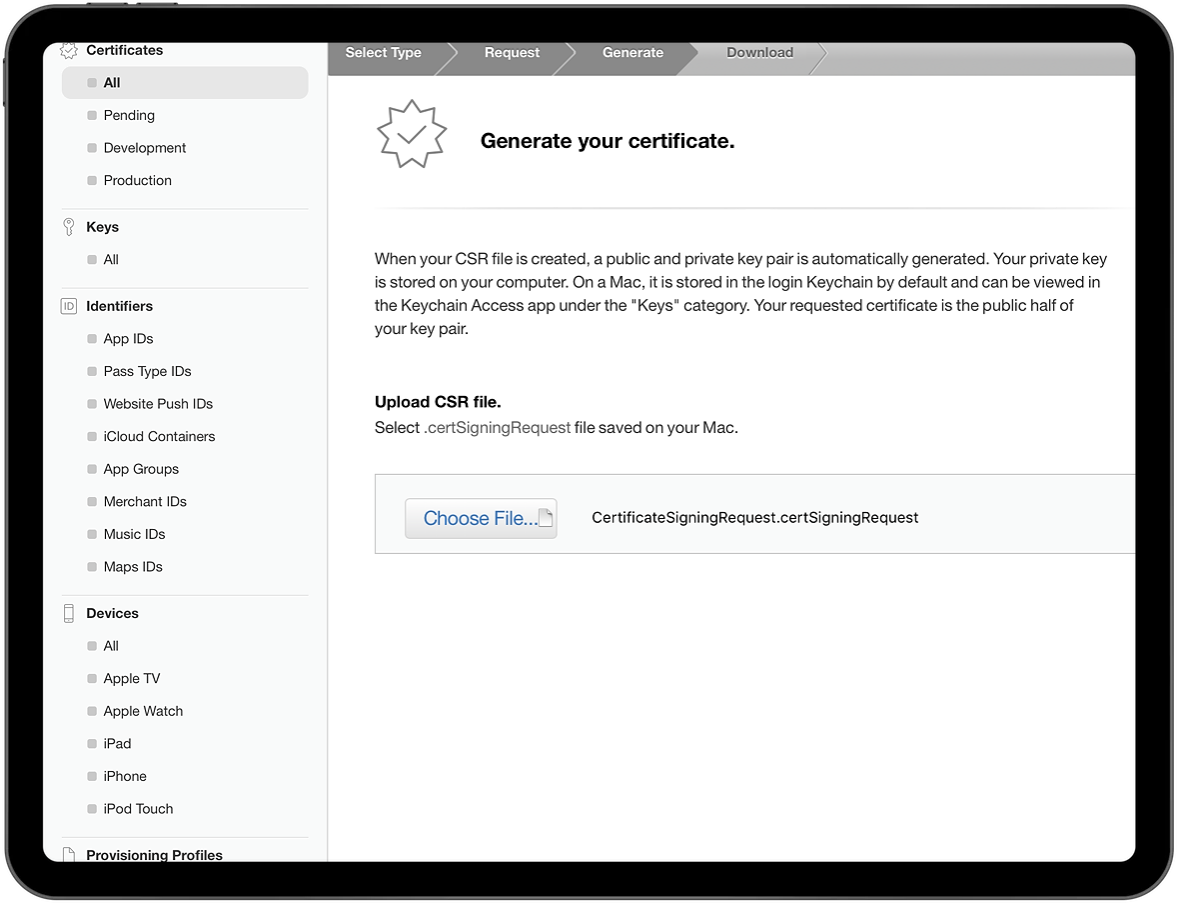 Certificates
All
Pending
Development
Production
Keys
All
ID Identifiers
App IDs
Pass Type IDs
Website Push IDs
iCloud Containers
App Groups
Merchant IDs
Music IDs
Maps IDs
Devices
All
Apple TV
Apple Watch
iPad
iPhone
iPod Touch
Provisioning Profiles
Select Type Request Generate Download
Generate your certificate.
When your CSR file is created, a public and private key pair is automatically generated. Your private key
is stored on your computer. On a Mac, it is stored in the login Keychain by default and can be viewed in
the Keychain Access app under the "Keys" category. Your requested certificate is the public half of
your key pair.
Upload CSR file.
Select .certSigningRequest file saved on your Mac.
Choose File... CertificateSigningRequest.certSigningRequest